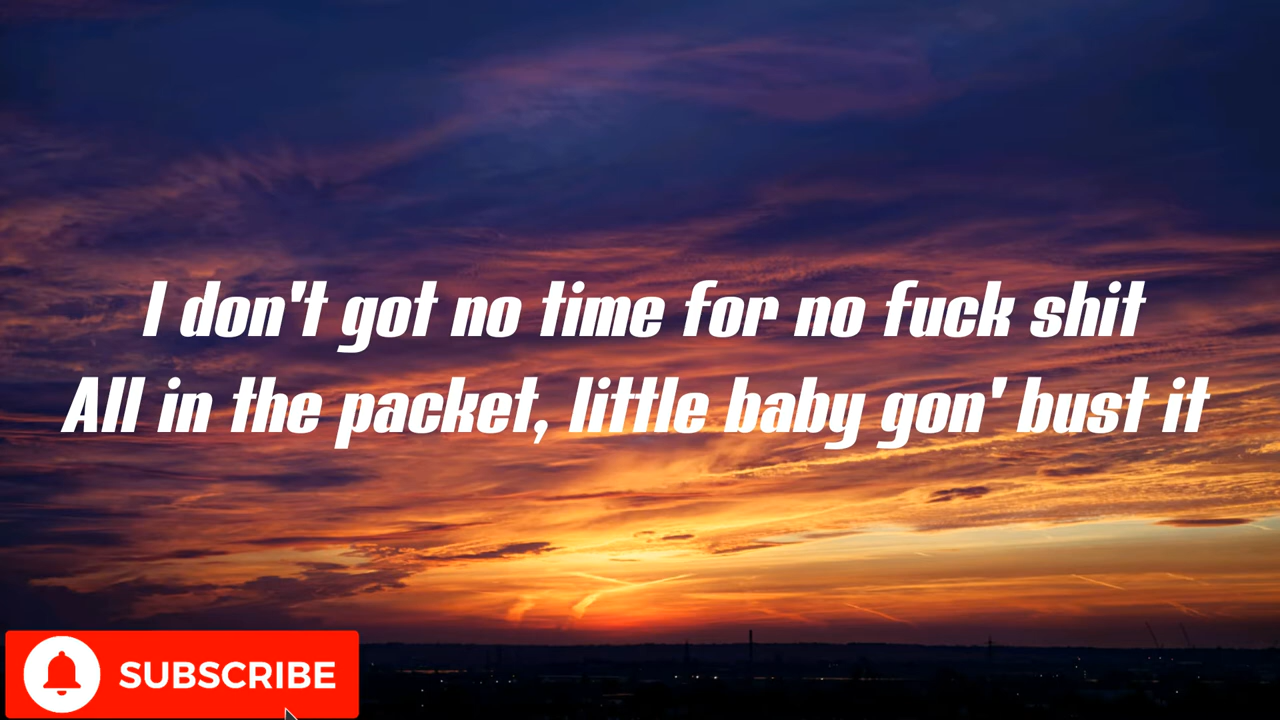 I don't got no time for no fuck shit
All in the packet, little baby gon' bust it
SUBSCRIBE